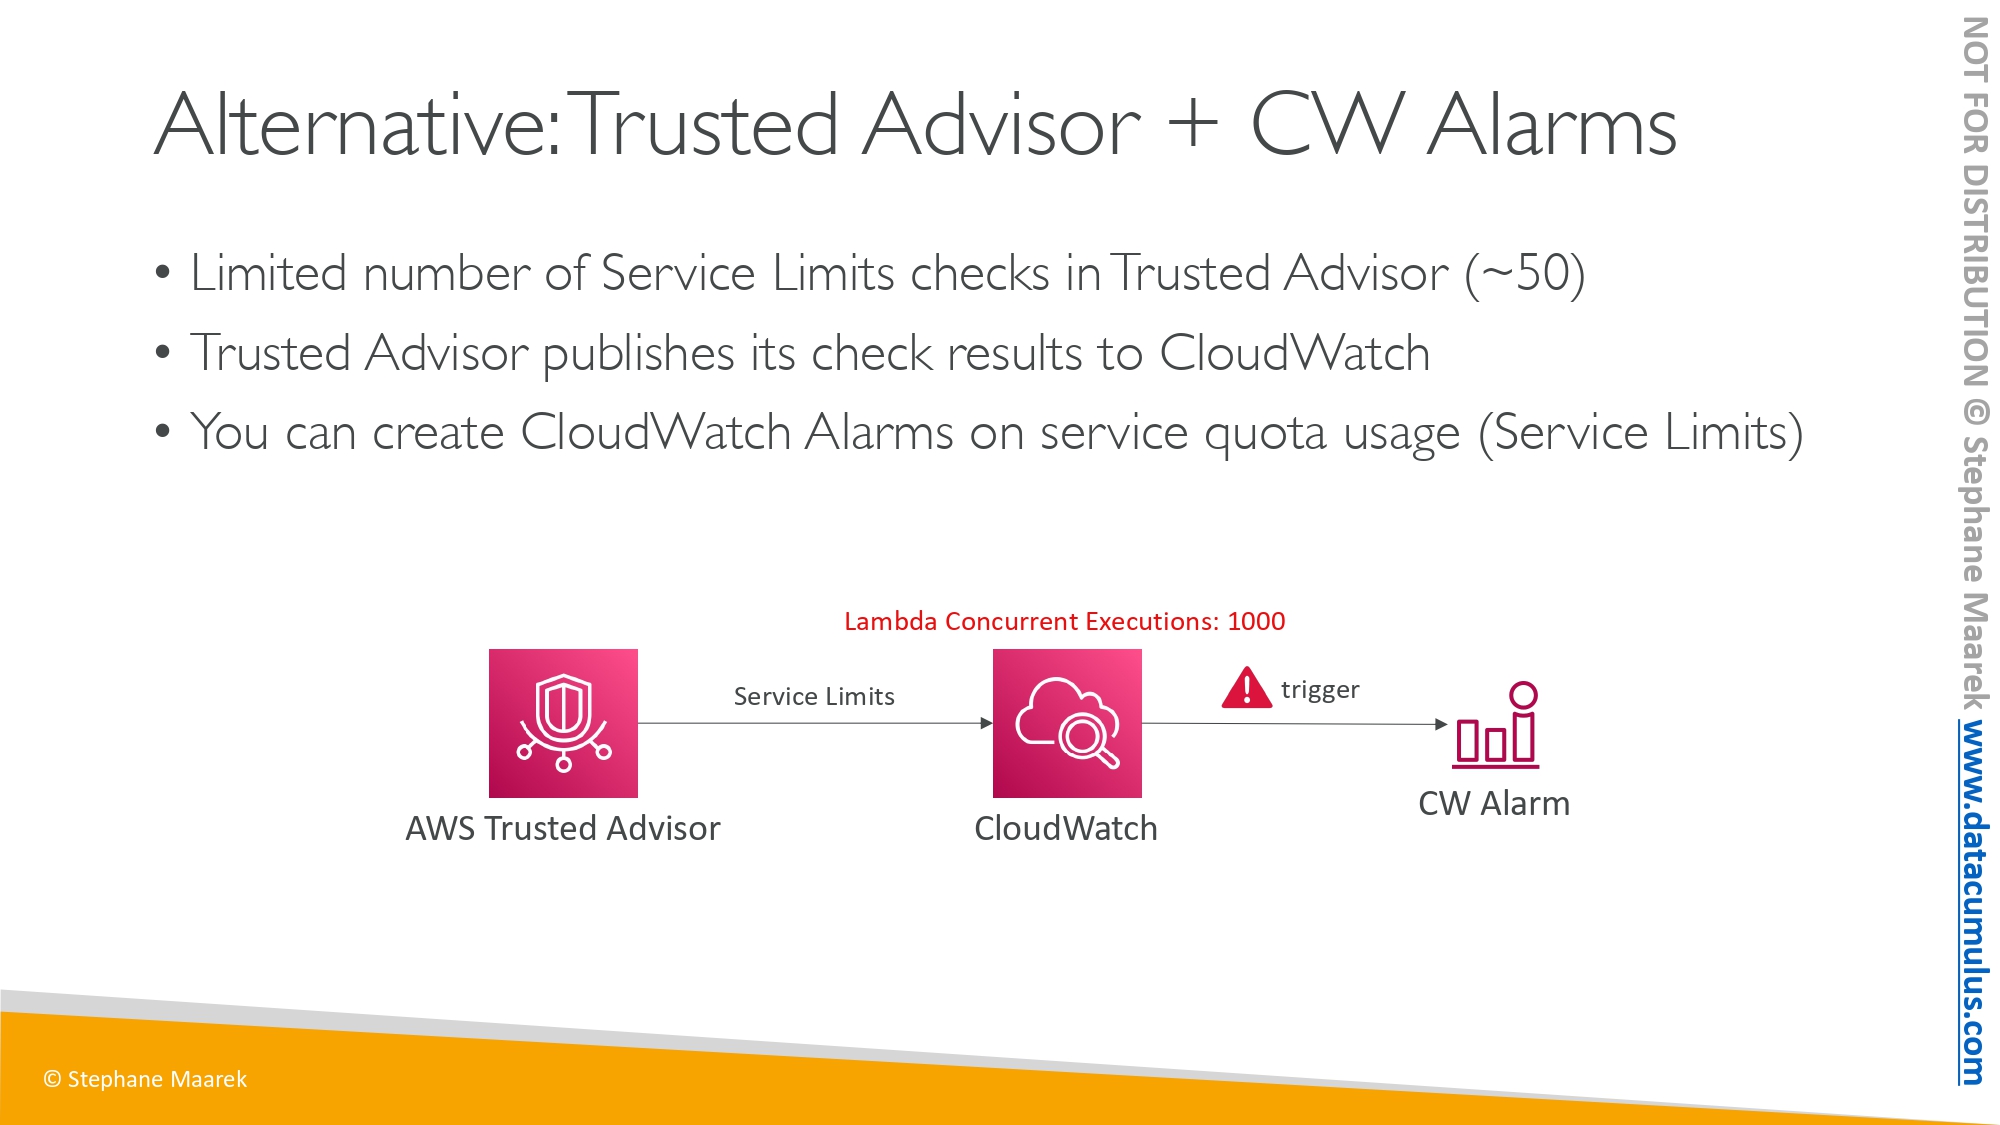 Alternative: Trusted Advisor + CW Alarms
• Limited number of Service Limits checks in Trusted Advisor (~50)
• Trusted Advisor publishes its check results to CloudWatch
• You can create CloudWatch Alarms on service quota usage (Service Limits)
Lambda Concurrent Executions: 1000
Service Limits
trigger
AWS Trusted Advisor
CloudWatch
CW Alarm
© Stephane Maarek
NOT FOR DISTRIBUTION © Stephane Maarek www.datacumulus.com